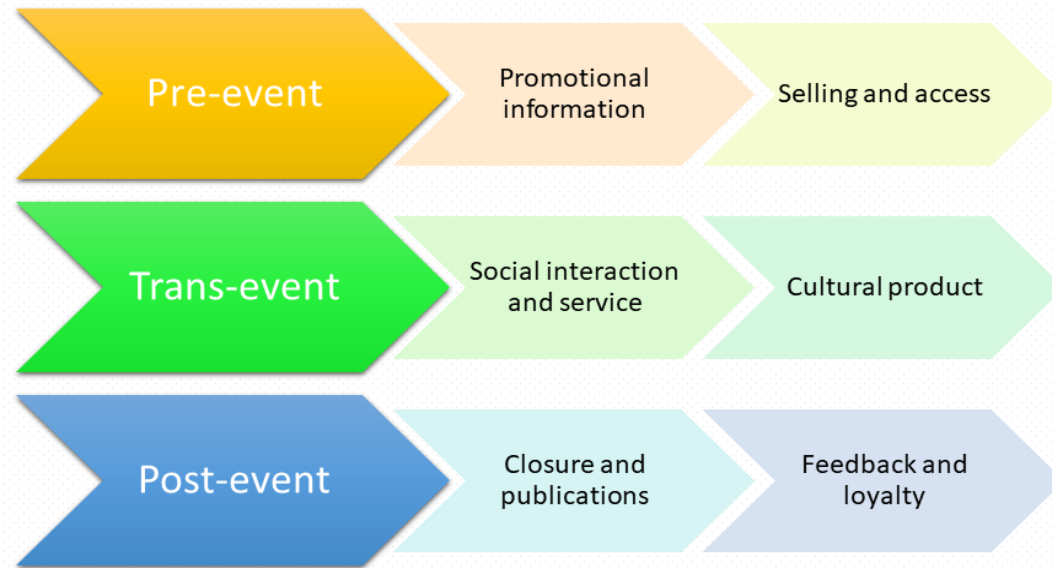 Pre-event
Promotional
information
Selling and access
Trans-event
Social interaction
and service
Cultural product
Post-event
Closure and
publications
Feedback and
loyalty